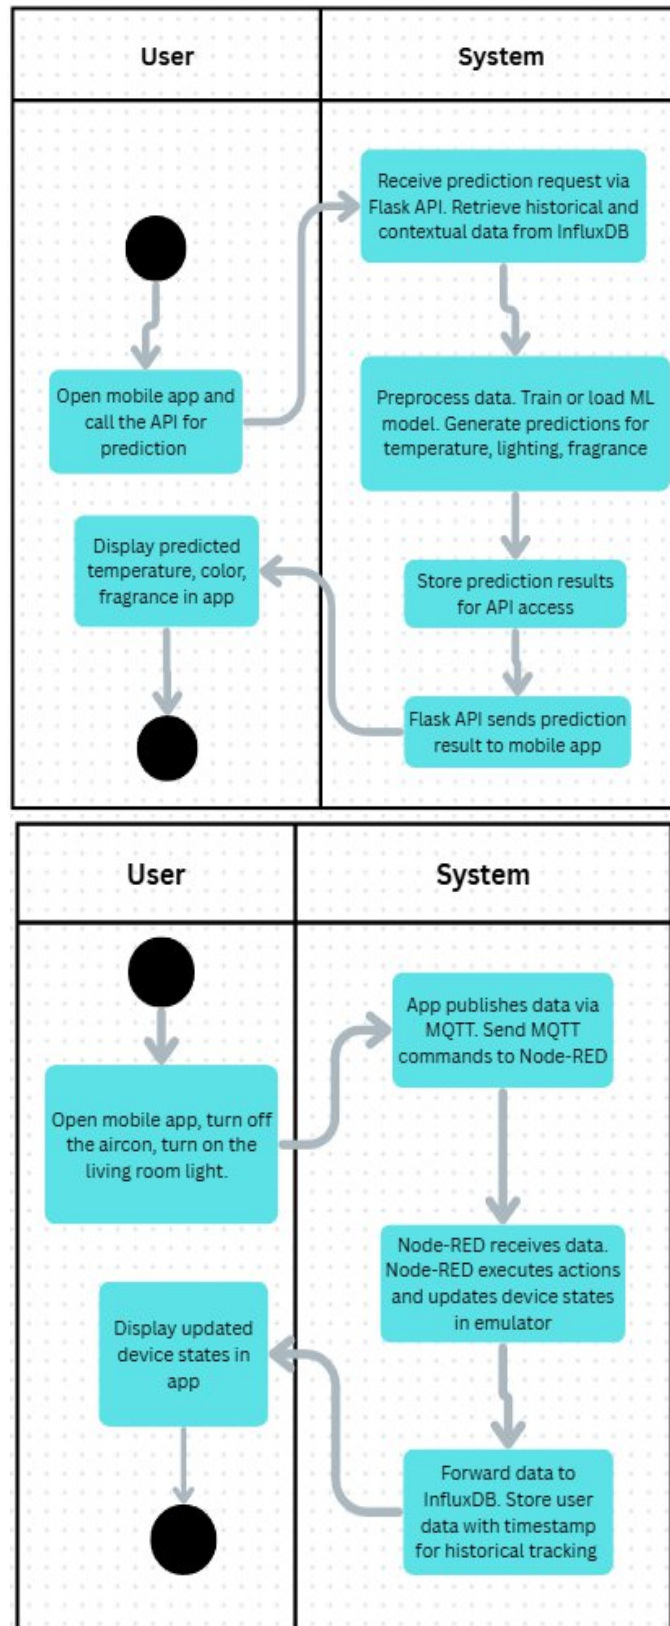 User
System
Receive prediction request via
Flask API. Retrieve historical and
contextual data from InfluxDB
Open mobile app and
call the API for
prediction
Preprocess data. Train or load ML
model. Generate predictions for
temperature, lighting, fragrance
Display predicted
temperature, color,
fragrance in app
Store prediction results
for API access
Flask API sends prediction
result to mobile app
User
System
App publishes data via
MQTT. Send MQTT
commands to Node-RED
Open mobile app, turn off
the aircon, turn on the
living room light.
Node-RED receives data.
Node-RED executes actions
and updates device states
in emulator
Display updated
device states in
app
Forward data to
InfluxDB. Store user
data with timestamp
for historical tracking